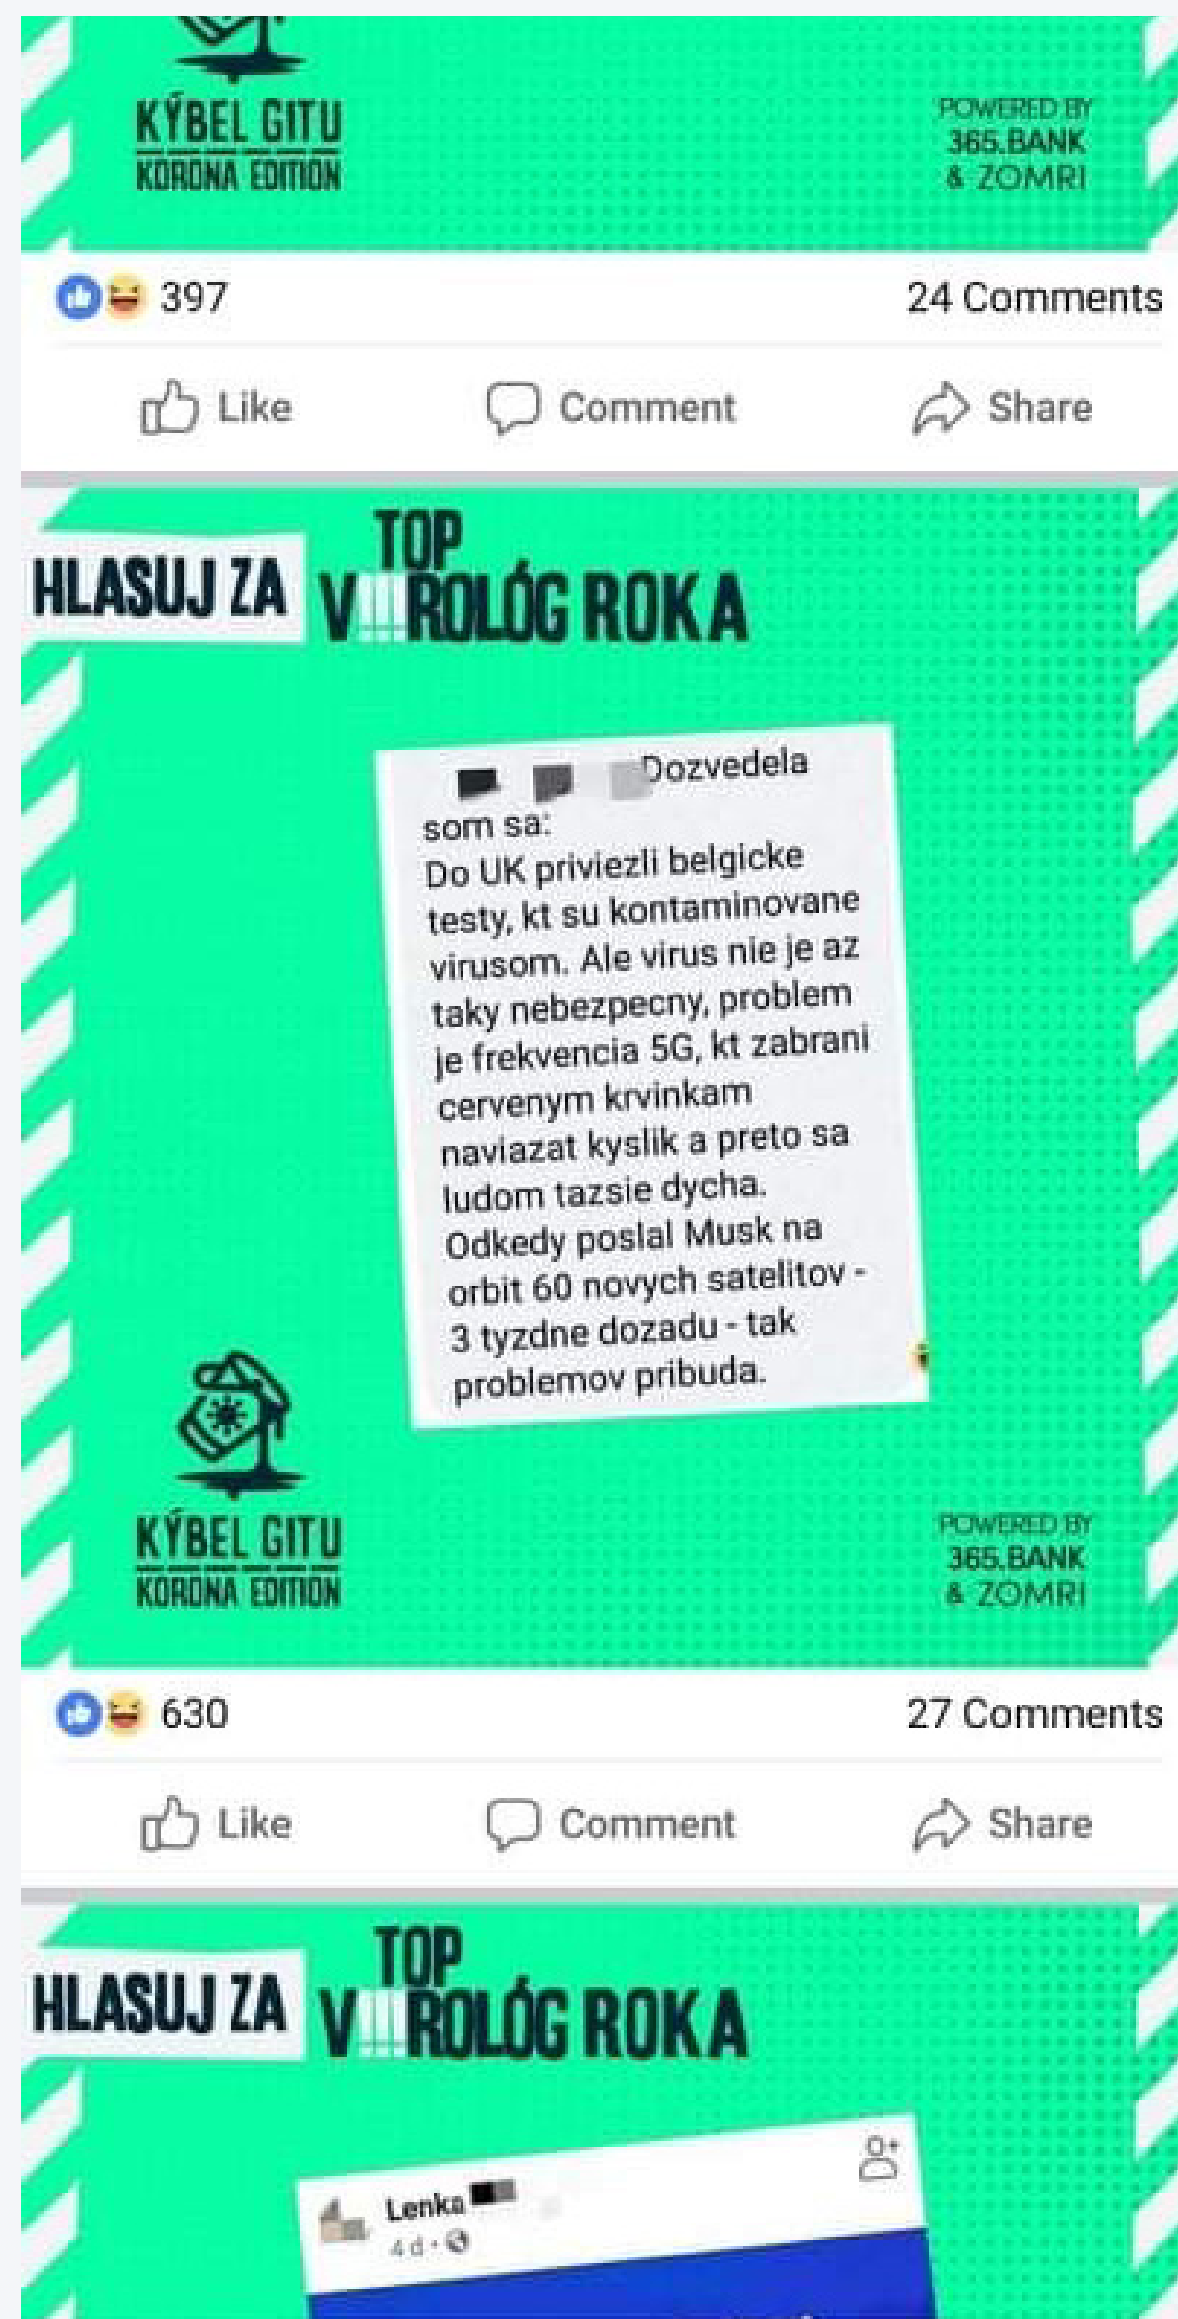 KÝBEL GITU
KORONA EDITION
POWERED BY
365.BANK
& ZOMRI
397
24 Comments
Like
Comment
Share
HLASUJ ZA
TOP
VIROLÓG ROKA
Dozvedela
som sa:
Do UK priviezli belgicke
testy, kt su kontaminovane
virusom. Ale virus nie je az
taky nebezpecny, problem
je frekvencia 5G, kt zabrani
cervenym krvinkam
naviazat kyslik a preto sa
ludom tazsie dycha.
Odkedy poslal Musk na
orbit 60 novych satelitov -
3 tyzdne dozadu - tak
problemov pribuda.
KÝBEL GITU
KORONA EDITION
POWERED BY
365.BANK
& ZOMRI
630
27 Comments
Like
Comment
Share
HLASUJ ZA
TOP
VIROLÓG ROKA
Lenka
4 d